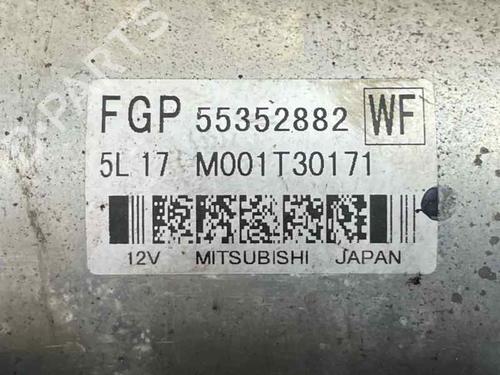 FGP 55352882 WF
5L 17 M001T30171
12V MITSUBISHI JAPAN